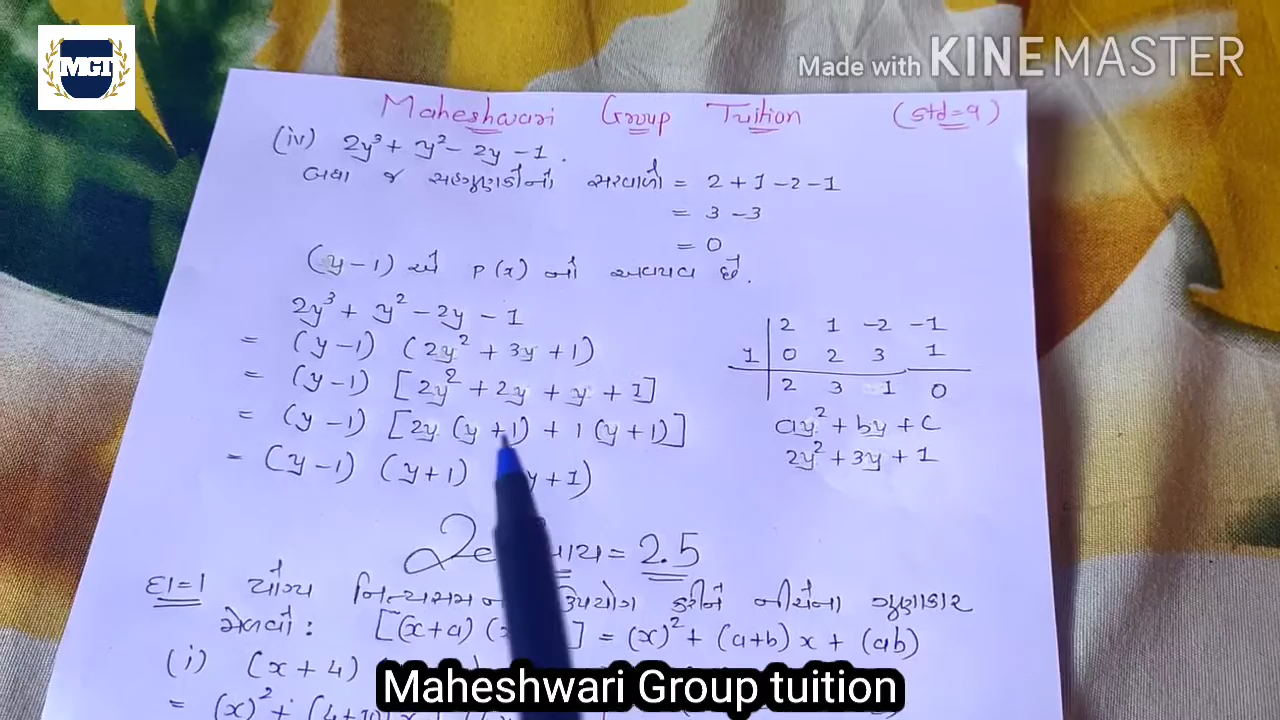 MGT
Made with KINEMASTER
Maheshwari Group Tuition (std=9)
(iv) 2y³ + y² - 2y - 1.
બધા જ સહગુણકોનો સરવાળો = 2 + 1 - 2 - 1
= 3 - 3
= 0
(y-1) એ P(x) નો અવયવ છે.
2y³ + y² - 2y - 1
= (y-1) (2y² + 3y + 1)
= (y-1) [2y² + 2y + y + 1]
= (y-1) [2y (y+1) + 1 (y+1)]
= (y-1) (y+1) y + 1)
2 1 -2 -1
1 0 2 3 1
2 3 1 0
ay² + by + c
2y² + 3y + 1
= 2.5
દા=1 યોગ્ય નિત્યસમ ઉપયોગ કરીને નીચેના ગુણાકાર
મેળવો : [(x+a) ] = (x)² + (a+b) x + (ab)
(i) (x + 4)
= (x)² +
Maheshwari Group tuition